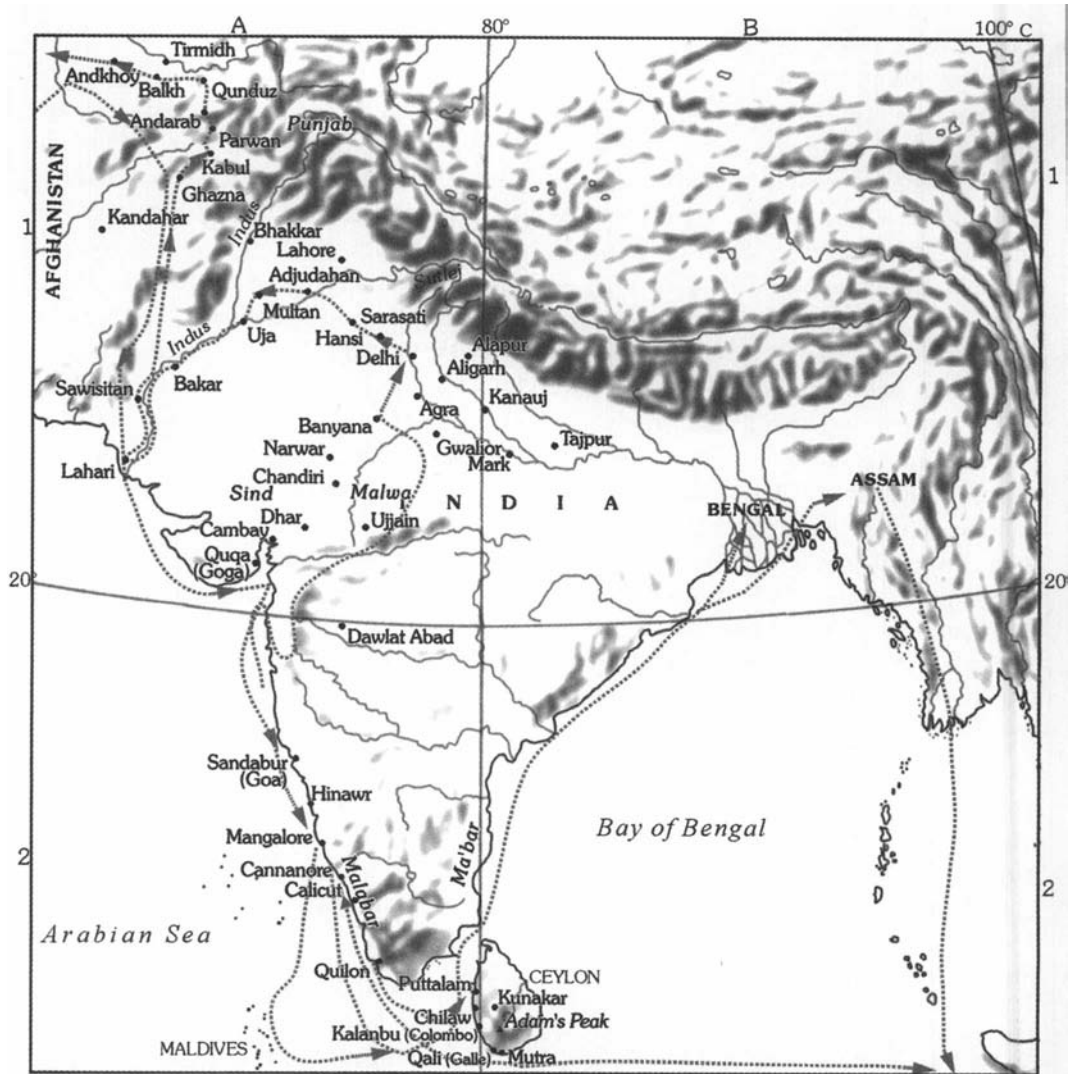 A
80°
B
100° C
Tirmidh
Andkhoy
Balkh
Qunduz
Andarab
Parwan
Punjab
Kabul
Ghazna
1
1
AFGHANISTAN
Kandahar
Indus
Bhakkar
Lahore
Adjudahan
Sutlej
Multan
Sarasati
Indus
Uja
Hansi
Delhi
Alapur
Aligarh
Bakar
Sawisitan
Agra
Kanauj
Banyana
Narwar
Gwalior
Tajpur
Mark
Lahari
Chandiri
Sind
Malwa
INDIA
ASSAM
BENGAL
Dhar
Ujjain
Cambay
Quqa
(Goga)
20°
20°
Dawlat Abad
Sandabur
(Goa)
Hinawr
Mangalore
Bay of Bengal
Ma'bar
2
2
Cannanore
Calicut
Malabar
Arabian Sea
Quilon
Puttalam
CEYLON
Kunakar
Chilaw
Adam's Peak
Kalanbu (Colombo)
MALDIVES
Qali (Galle)
Mutra